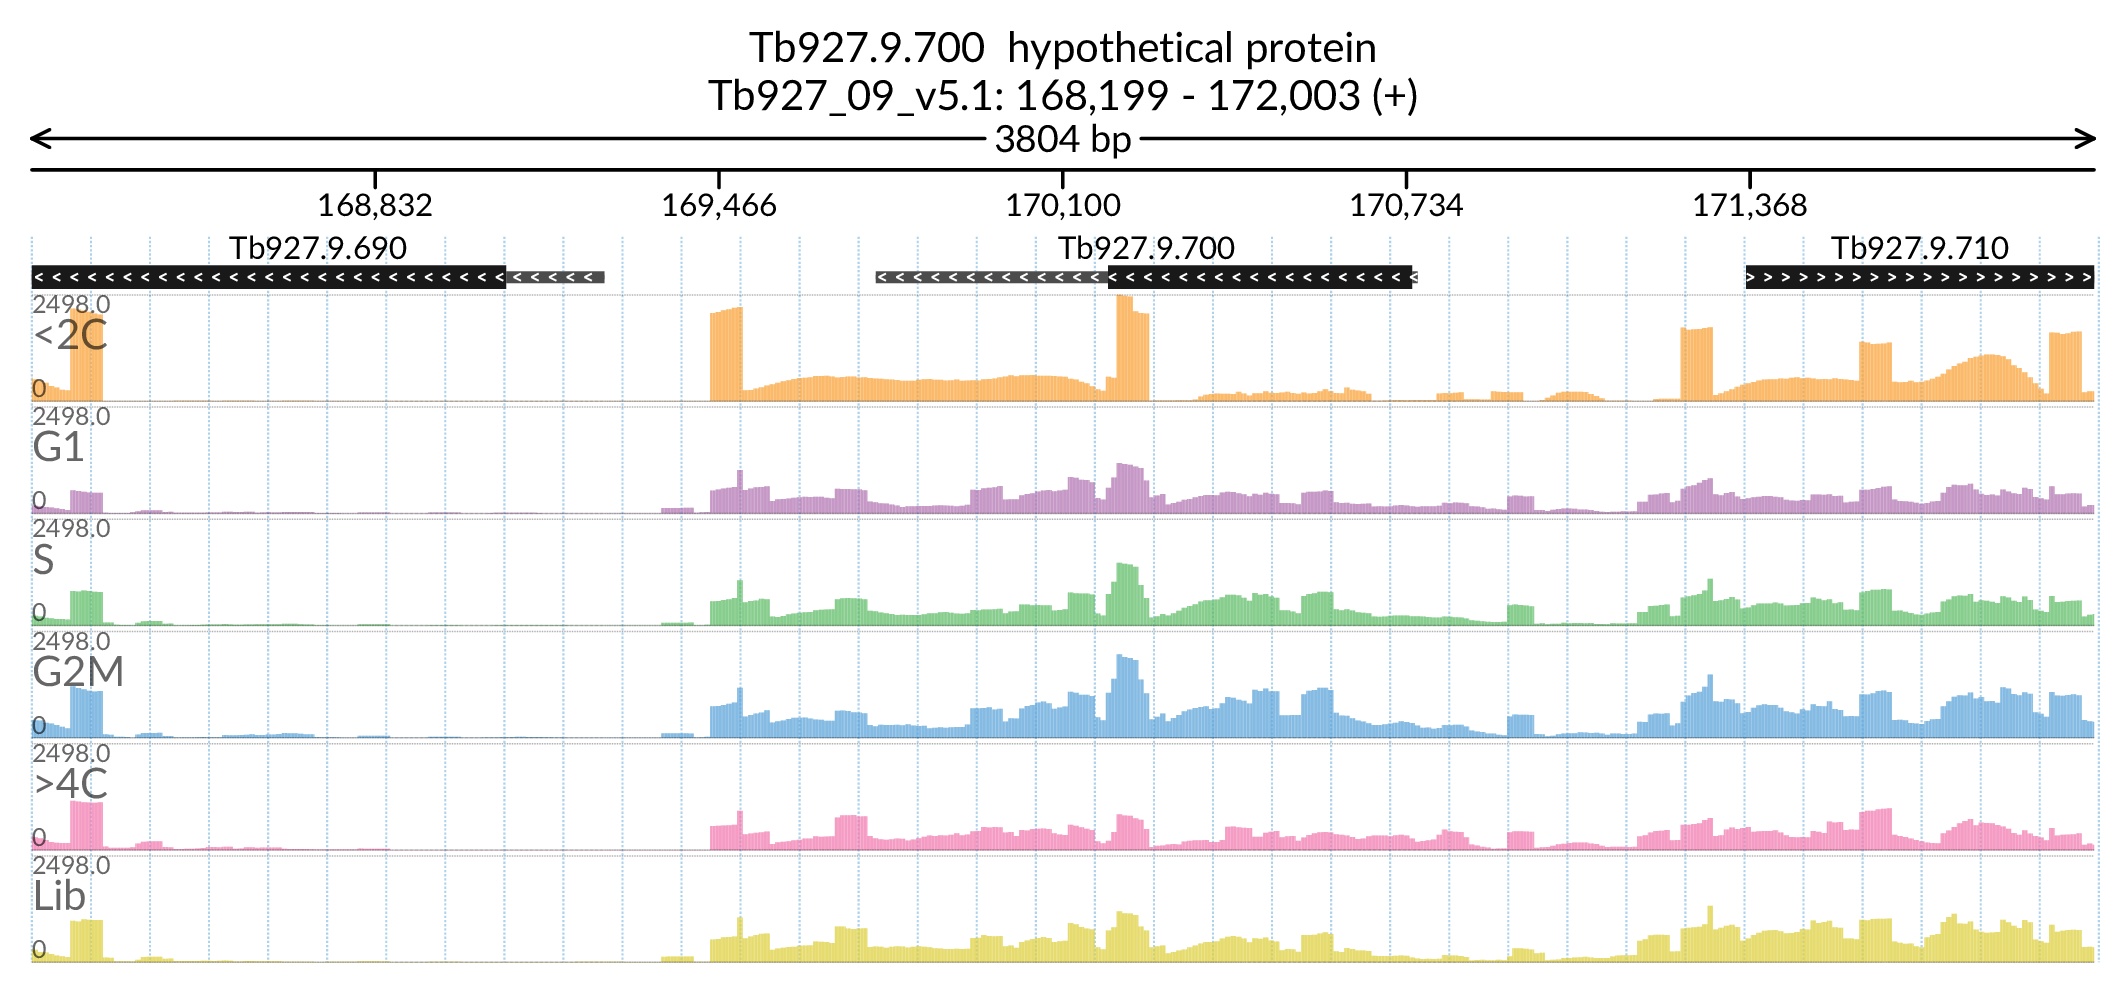 Tb927.9.700  hypothetical protein
Tb927_09_v5.1: 168,199 - 172,003 (+)
3804 bp
168,832 169,466 170,100 170,734 171,368
Tb927.9.690 Tb927.9.700 Tb927.9.710
2498.0
<2C
0
2498.0
G1
0
2498.0
S
0
2498.0
G2M
0
2498.0
>4C
0
2498.0
Lib
0